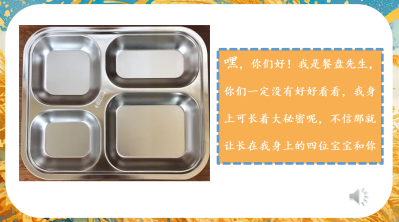 嘿，你们好！我是餐盘先生，
你们一定没有好好看看，我身
上可长着大秘密呢，不信那就
让长在我身上的四位宝宝和你